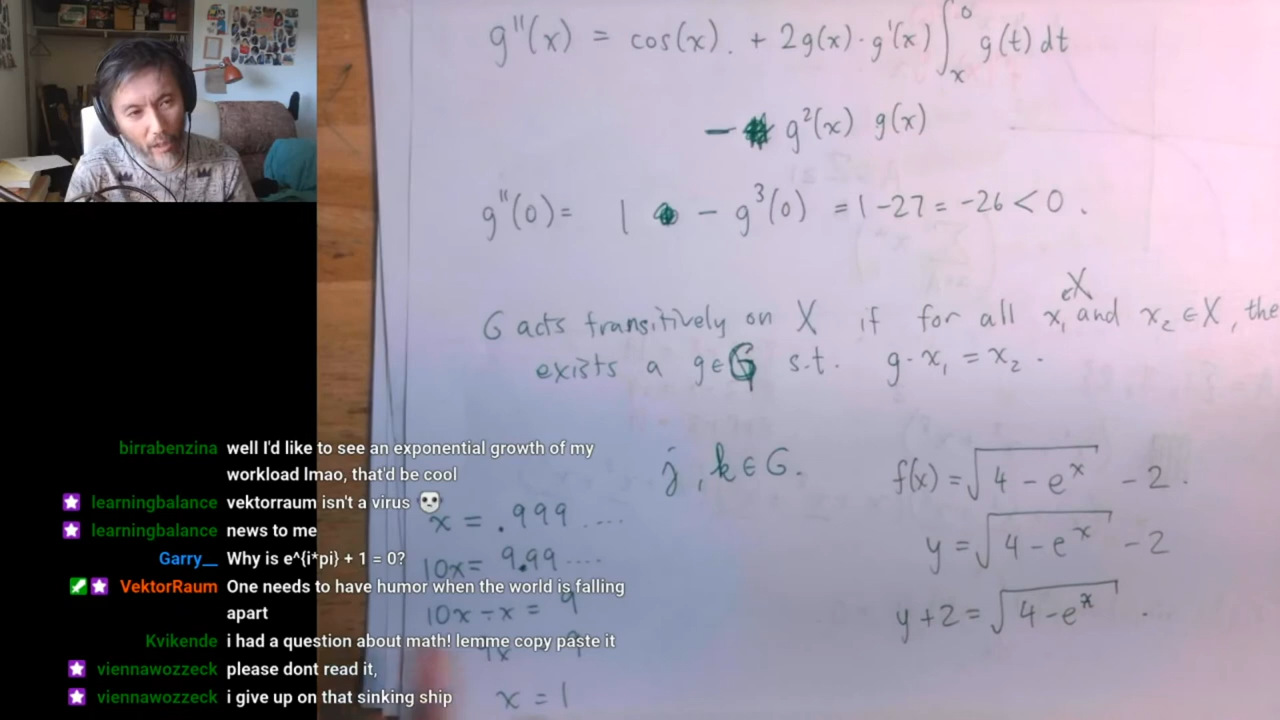 g''(x) = cos(x) . + 2g(x) · g'(x) ∫_x^0 g(t) dt
− g²(x) g(x)
g''(0) = 1 − g³(0) = 1 − 27 = −26 < 0 .
G acts transitively on X if for all x₁ ∈X and x₂ ∈ X, the
exists a g∈G s.t. g · x₁ = x₂ .
j, k ∈ G.
f(x) = √(4 − e^x) − 2 .
y = √(4 − e^x) − 2
y + 2 = √(4 − e^x) .
x = .999 ....
10x = 9.99 ....
10x − x = 9
9x 9
x = 1
birrabenzina well I'd like to see an exponential growth of my
workload lmao, that'd be cool
learningbalance vektorraum isn't a virus
learningbalance news to me
Garry__ Why is e^{i*pi} + 1 = 0?
VektorRaum One needs to have humor when the world is falling
apart
Kvikende i had a question about math! lemme copy paste it
viennawozzeck please dont read it,
viennawozzeck i give up on that sinking ship